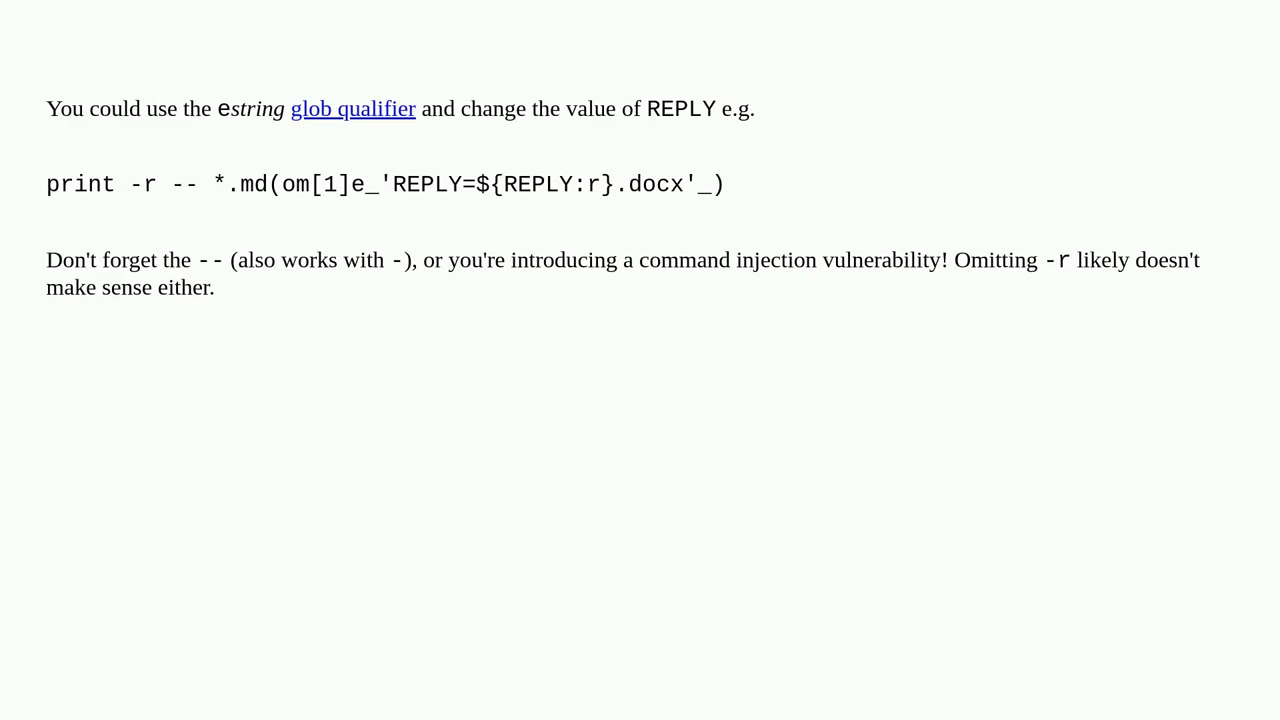 You could use the estring glob qualifier and change the value of REPLY e.g.
print -r -- *.md(om[1]e_'REPLY=${REPLY:r}.docx'_)
Don't forget the -- (also works with -), or you're introducing a command injection vulnerability! Omitting -r likely doesn't
make sense either.